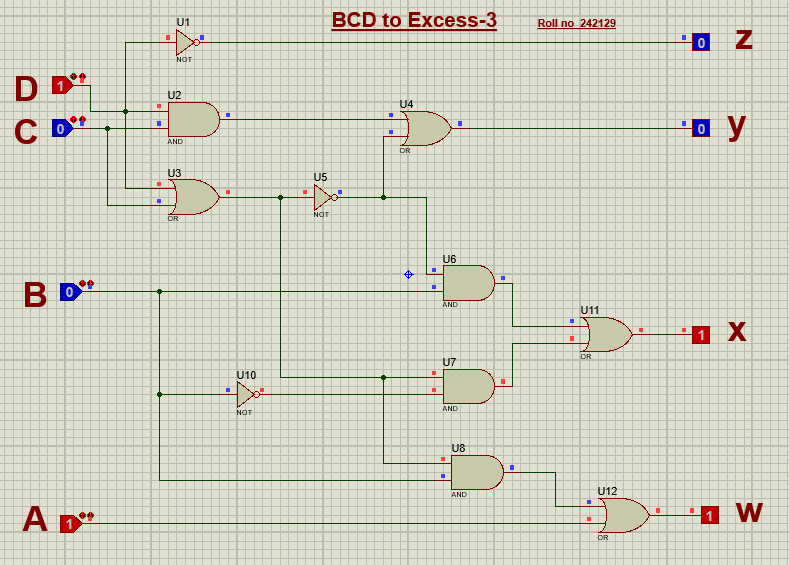 BCD to Excess-3
Roll no 242129
U1
NOT
0
z
D
1
U2
AND
C
0
U4
OR
0
y
U3
OR
U5
NOT
U6
AND
B
0
U11
OR
1
x
U7
AND
U10
NOT
U8
AND
U12
OR
A
1
1
w